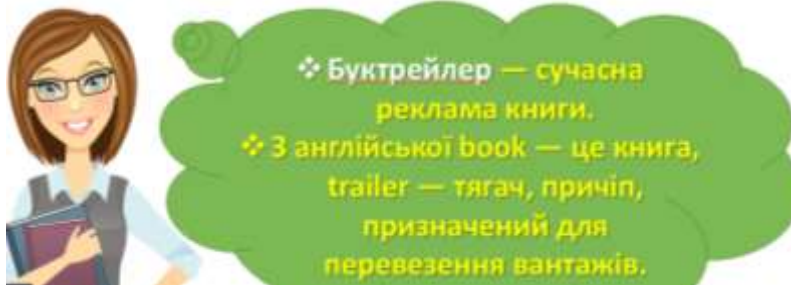 ❖ Буктрейлер — сучасна
реклама книги.
❖ З англійської book — це книга,
trailer — тягач, причіп,
призначений для
перевезення вантажів.